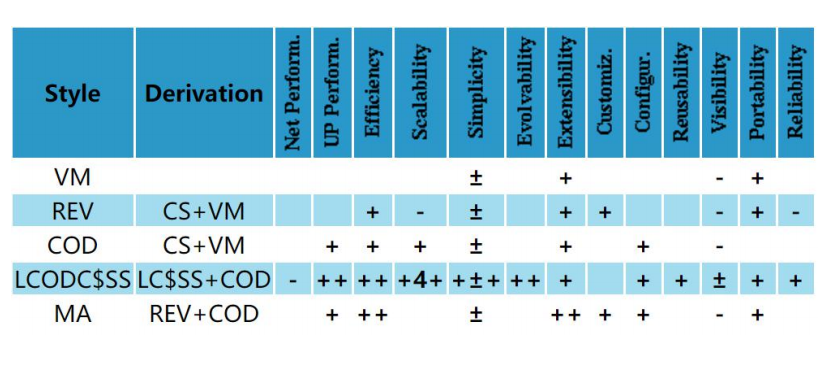 Style Derivation Net Perform. UP Perform. Efficiency Scalability Simplicity Evolvability Extensibility Customiz. Configur. Reusability Visibility Portability Reliability
VM ± + - +
REV CS+VM + - ± + + - + -
COD CS+VM + + + ± + + -
LCODC$SS LC$SS+COD - ++ ++ +4+ +±+ ++ + + + ± + +
MA REV+COD + ++ ± ++ + + - +